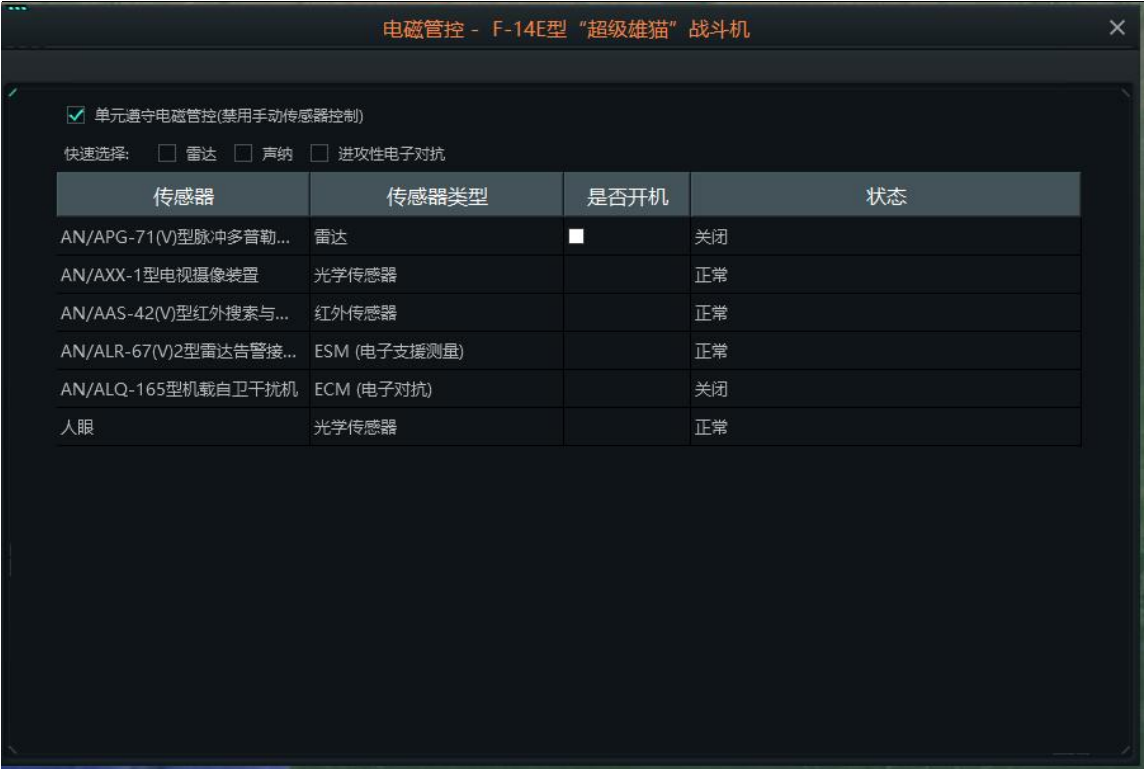 电磁管控 - F-14E型“超级雄猫”战斗机
单元遵守电磁管控(禁用手动传感器控制)
快速选择: 雷达 声纳 进攻性电子对抗
传感器 传感器类型 是否开机 状态
AN/APG-71(V)型脉冲多普勒... 雷达 关闭
AN/AXX-1型电视摄像装置 光学传感器 正常
AN/AAS-42(V)型红外搜索与... 红外传感器 正常
AN/ALR-67(V)2型雷达告警接... ESM (电子支援测量) 正常
AN/ALQ-165型机载自卫干扰机 ECM (电子对抗) 关闭
人眼 光学传感器 正常